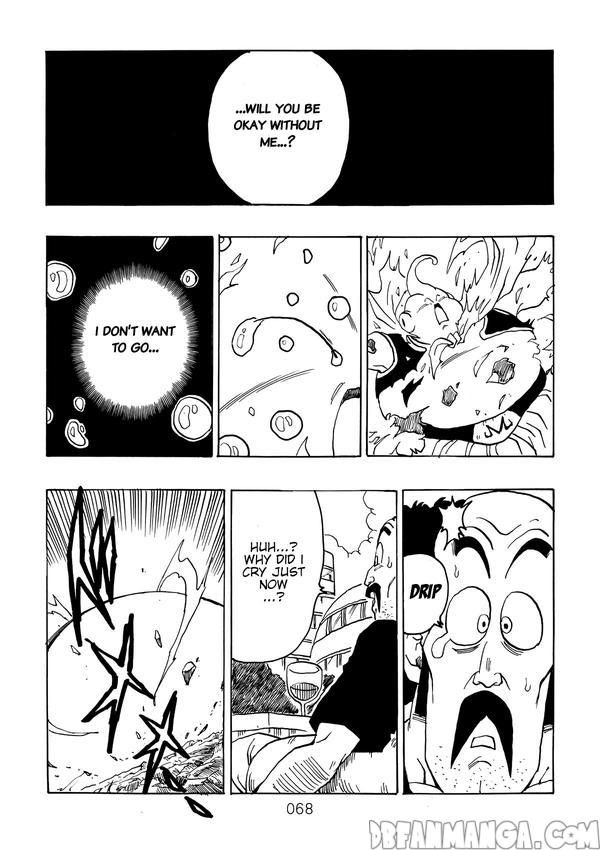 ...WILL YOU BE
OKAY WITHOUT
ME...?
I DON'T WANT
TO GO...
M
DRIP
HUH...?
WHY DID I
CRY JUST
NOW
...?
068
DBFANMANGA.COM